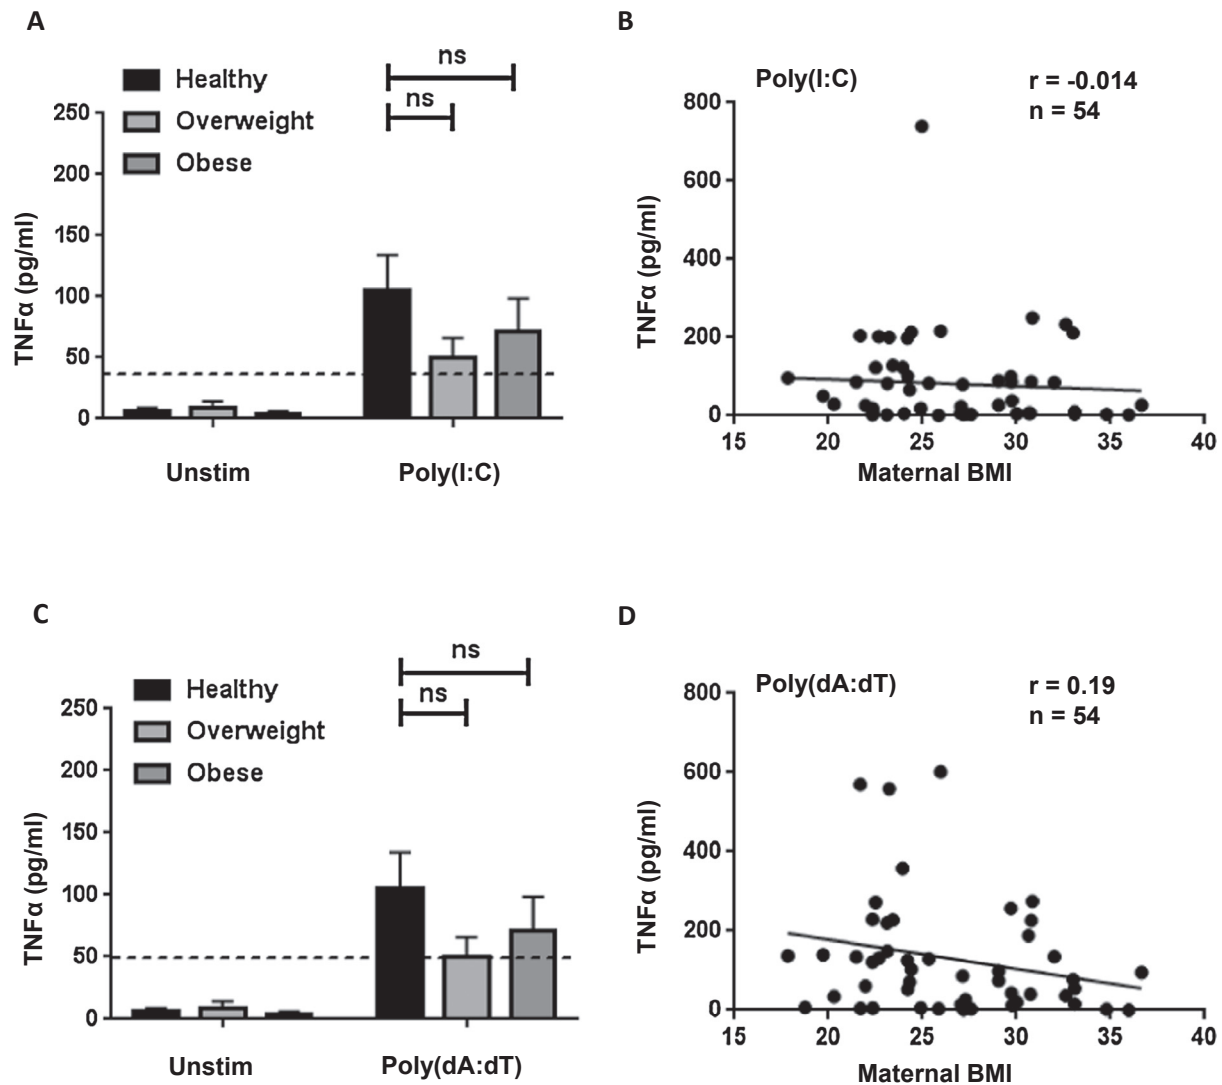 A
ns
Healthy
ns
Overweight
Obese
250
200
150
100
50
0
TNFα (pg/ml)
Unstim
Poly(I:C)
B
Poly(I:C)
r = -0.014
n = 54
800
600
400
200
0
TNFα (pg/ml)
15 20 25 30 35 40
Maternal BMI
C
ns
Healthy
ns
Overweight
Obese
250
200
150
100
50
0
TNFα (pg/ml)
Unstim
Poly(dA:dT)
D
Poly(dA:dT)
r = 0.19
n = 54
800
600
400
200
0
TNFα (pg/ml)
15 20 25 30 35 40
Maternal BMI